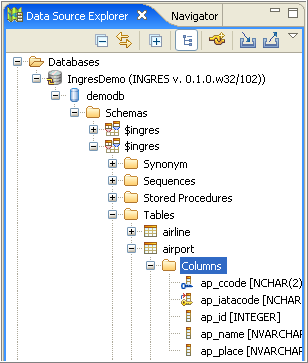 Data Source Explorer
Navigator
Databases
IngresDemo (INGRES v. 0.1.0.w32/102))
demodb
Schemas
$ingres
$ingres
Synonym
Sequences
Stored Procedures
Tables
airline
airport
Columns
ap_ccode [NCHAR(2)
ap_iatacode [NCHAR
ap_id [INTEGER]
ap_name [NVARCHAR
ap_place [NVARCHAR